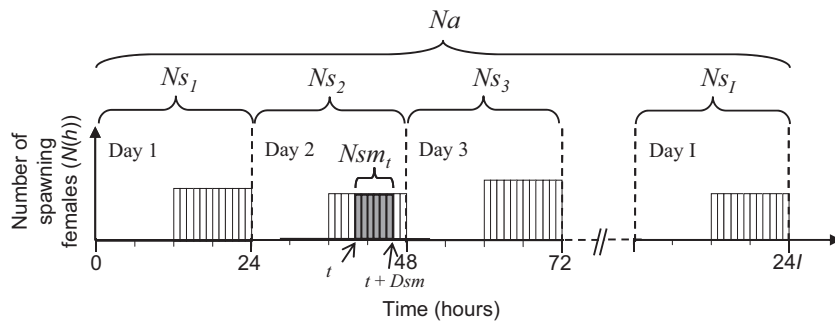 Na
Ns1 Ns2 Ns3 NsI
Number of
spawning
females (N(h))
Day 1 Day 2 Day 3 Day I
Nsmt
0 24 48 72 24I
t t + Dsm
Time (hours)